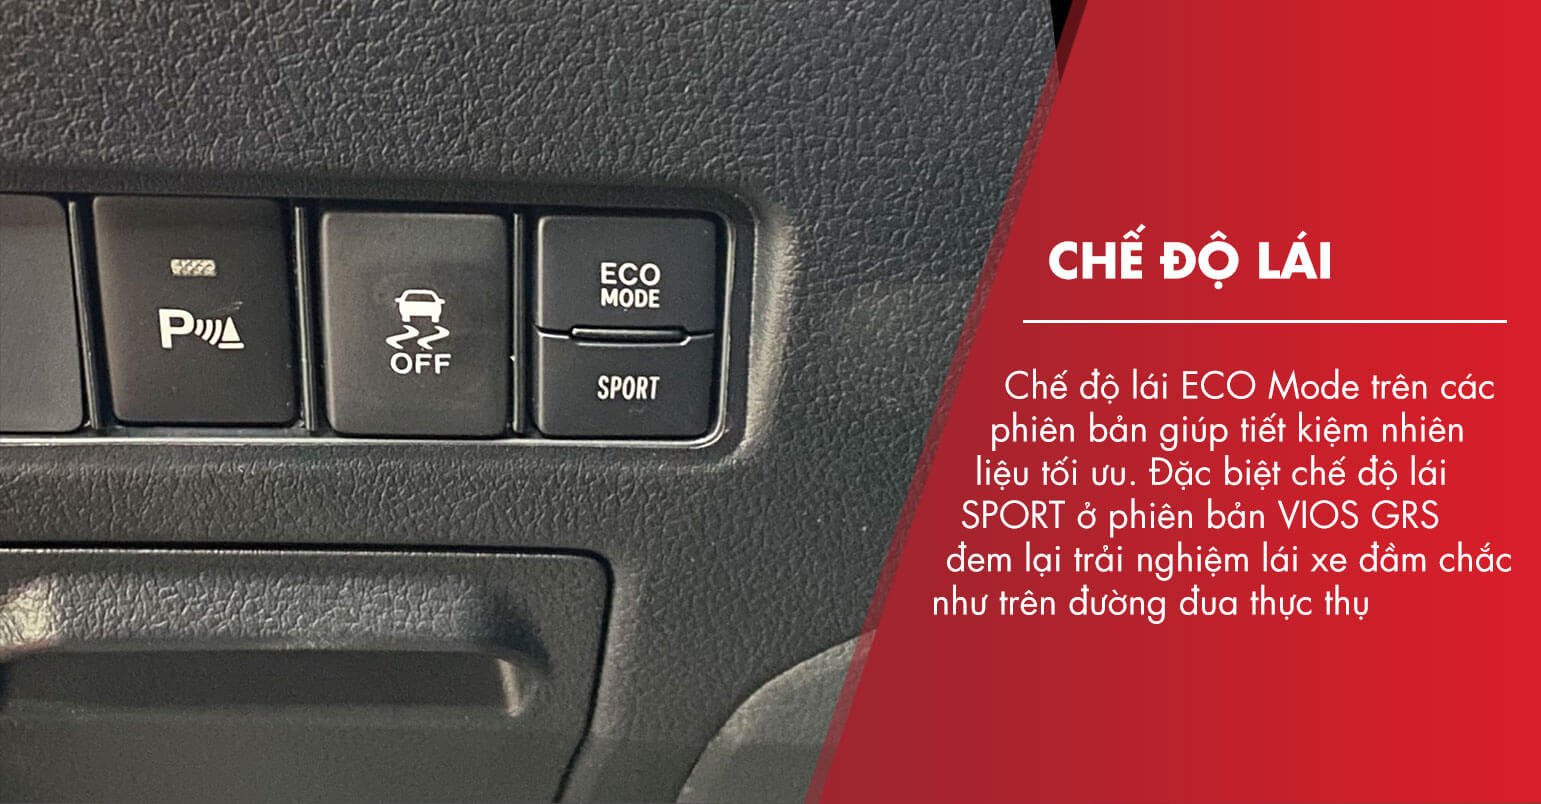 P
OFF
ECO
MODE
SPORT
CHẾ ĐỘ LÁI
Chế độ lái ECO Mode trên các
phiên bản giúp tiết kiệm nhiên
liệu tối ưu. Đặc biệt chế độ lái
SPORT ở phiên bản VIOS GRS
đem lại trải nghiệm lái xe đầm chắc
như trên đường đua thực thụ